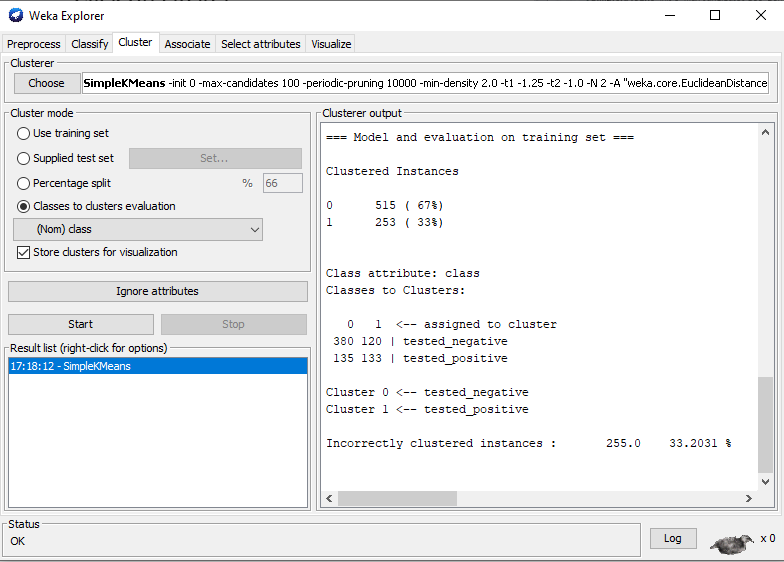 Weka Explorer
Preprocess Classify Cluster Associate Select attributes Visualize
Clusterer
Choose SimpleKMeans -init 0 -max-candidates 100 -periodic-pruning 10000 -min-density 2.0 -t1 -1.25 -t2 -1.0 -N 2 -A "weka.core.EuclideanDistance
Cluster mode
Use training set
Supplied test set Set...
Percentage split % 66
Classes to clusters evaluation
(Nom) class
Store clusters for visualization
Ignore attributes
Start Stop
Result list (right-click for options)
17:18:12 - SimpleKMeans
Clusterer output
=== Model and evaluation on training set ===
Clustered Instances
0 515 ( 67%)
1 253 ( 33%)
Class attribute: class
Classes to Clusters:
0 1 <-- assigned to cluster
380 120 | tested_negative
135 133 | tested_positive
Cluster 0 <-- tested_negative
Cluster 1 <-- tested_positive
Incorrectly clustered instances : 255.0 33.2031 %
Status
OK
Log x 0